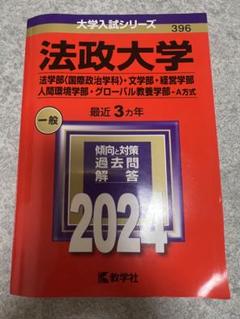 大学入試シリーズ
396
法政大学
法学部〈国際政治学科〉・文学部・経営学部
人間環境学部・グローバル教養学部-A方式
一般
最近3カ年
傾向と対策
過去問
解答
2024
教学社